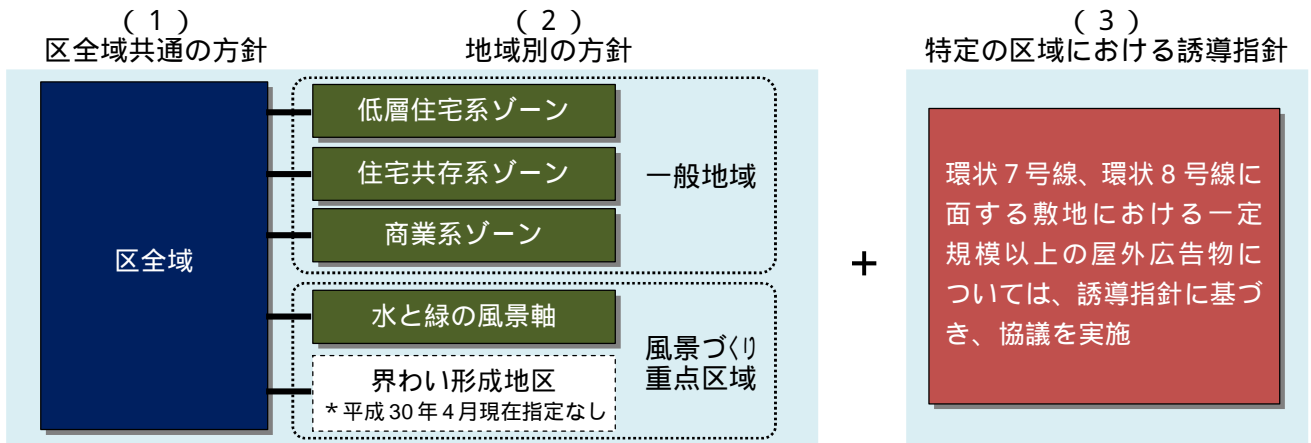 (1)
区全域共通の方針
(2)
地域別の方針
(3)
特定の区域における誘導指針
区全域
低層住宅系ゾーン
住宅共存系ゾーン
商業系ゾーン
一般地域
水と緑の風景軸
界わい形成地区
*平成30年4月現在指定なし
風景づくり
重点区域
+
環状7号線、環状8号線に
面する敷地における一定
規模以上の屋外広告物に
ついては、誘導指針に基づ
き、協議を実施